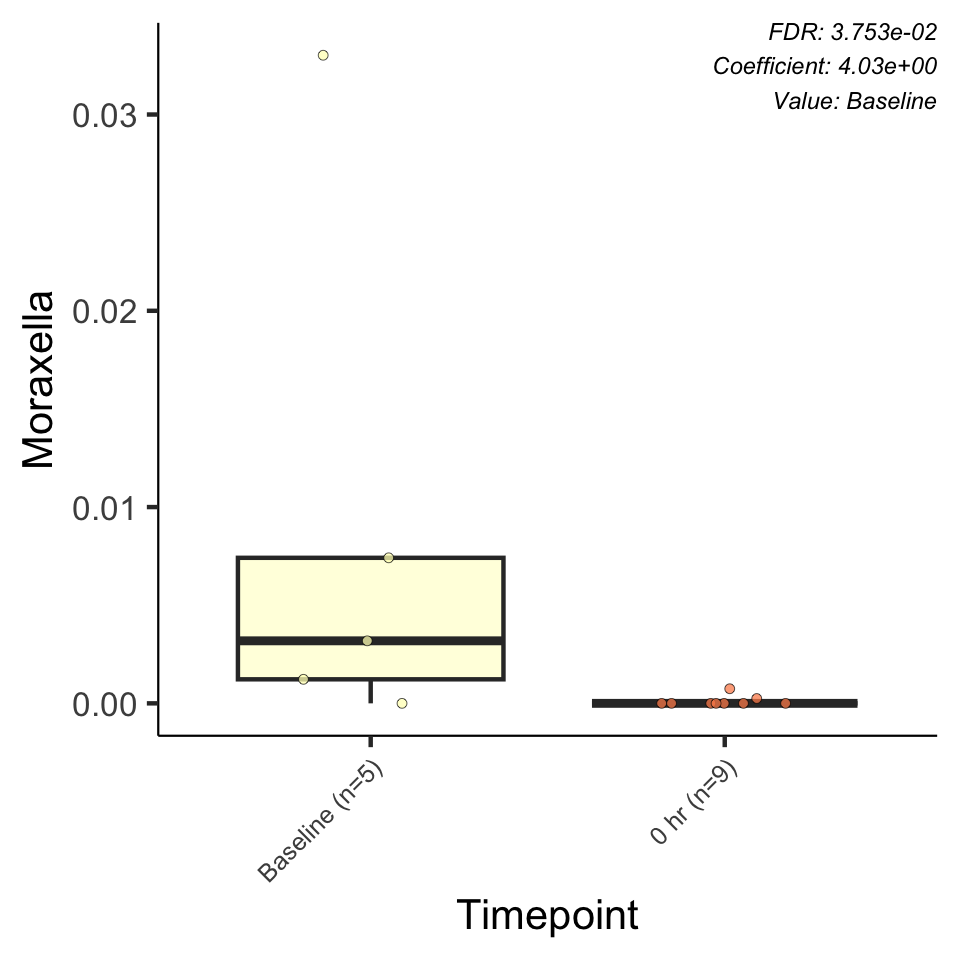 FDR: 3.753e-02
Coefficient: 4.03e+00
Value: Baseline
Moraxella
0.03
0.02
0.01
0.00
Baseline (n=5)
0 hr (n=9)
Timepoint